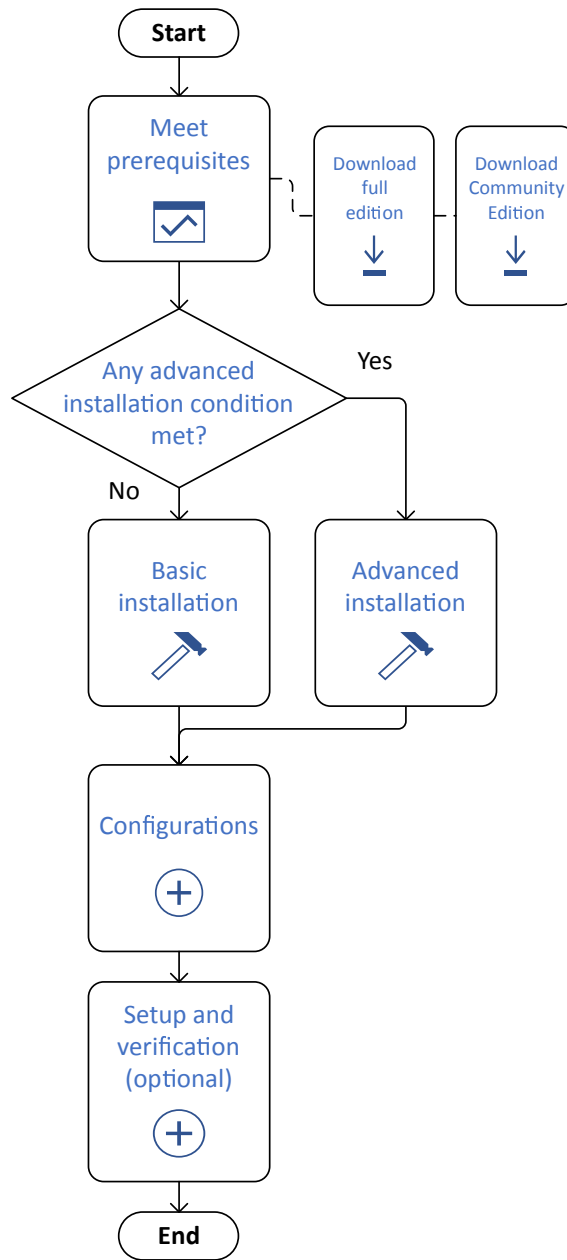 Start
Meet
prerequisites
Download
full
edition
Download
Community
Edition
Any advanced
installation condition
met?
Yes
No
Basic
installation
Advanced
installation
Configurations
Setup and
verification
(optional)
End